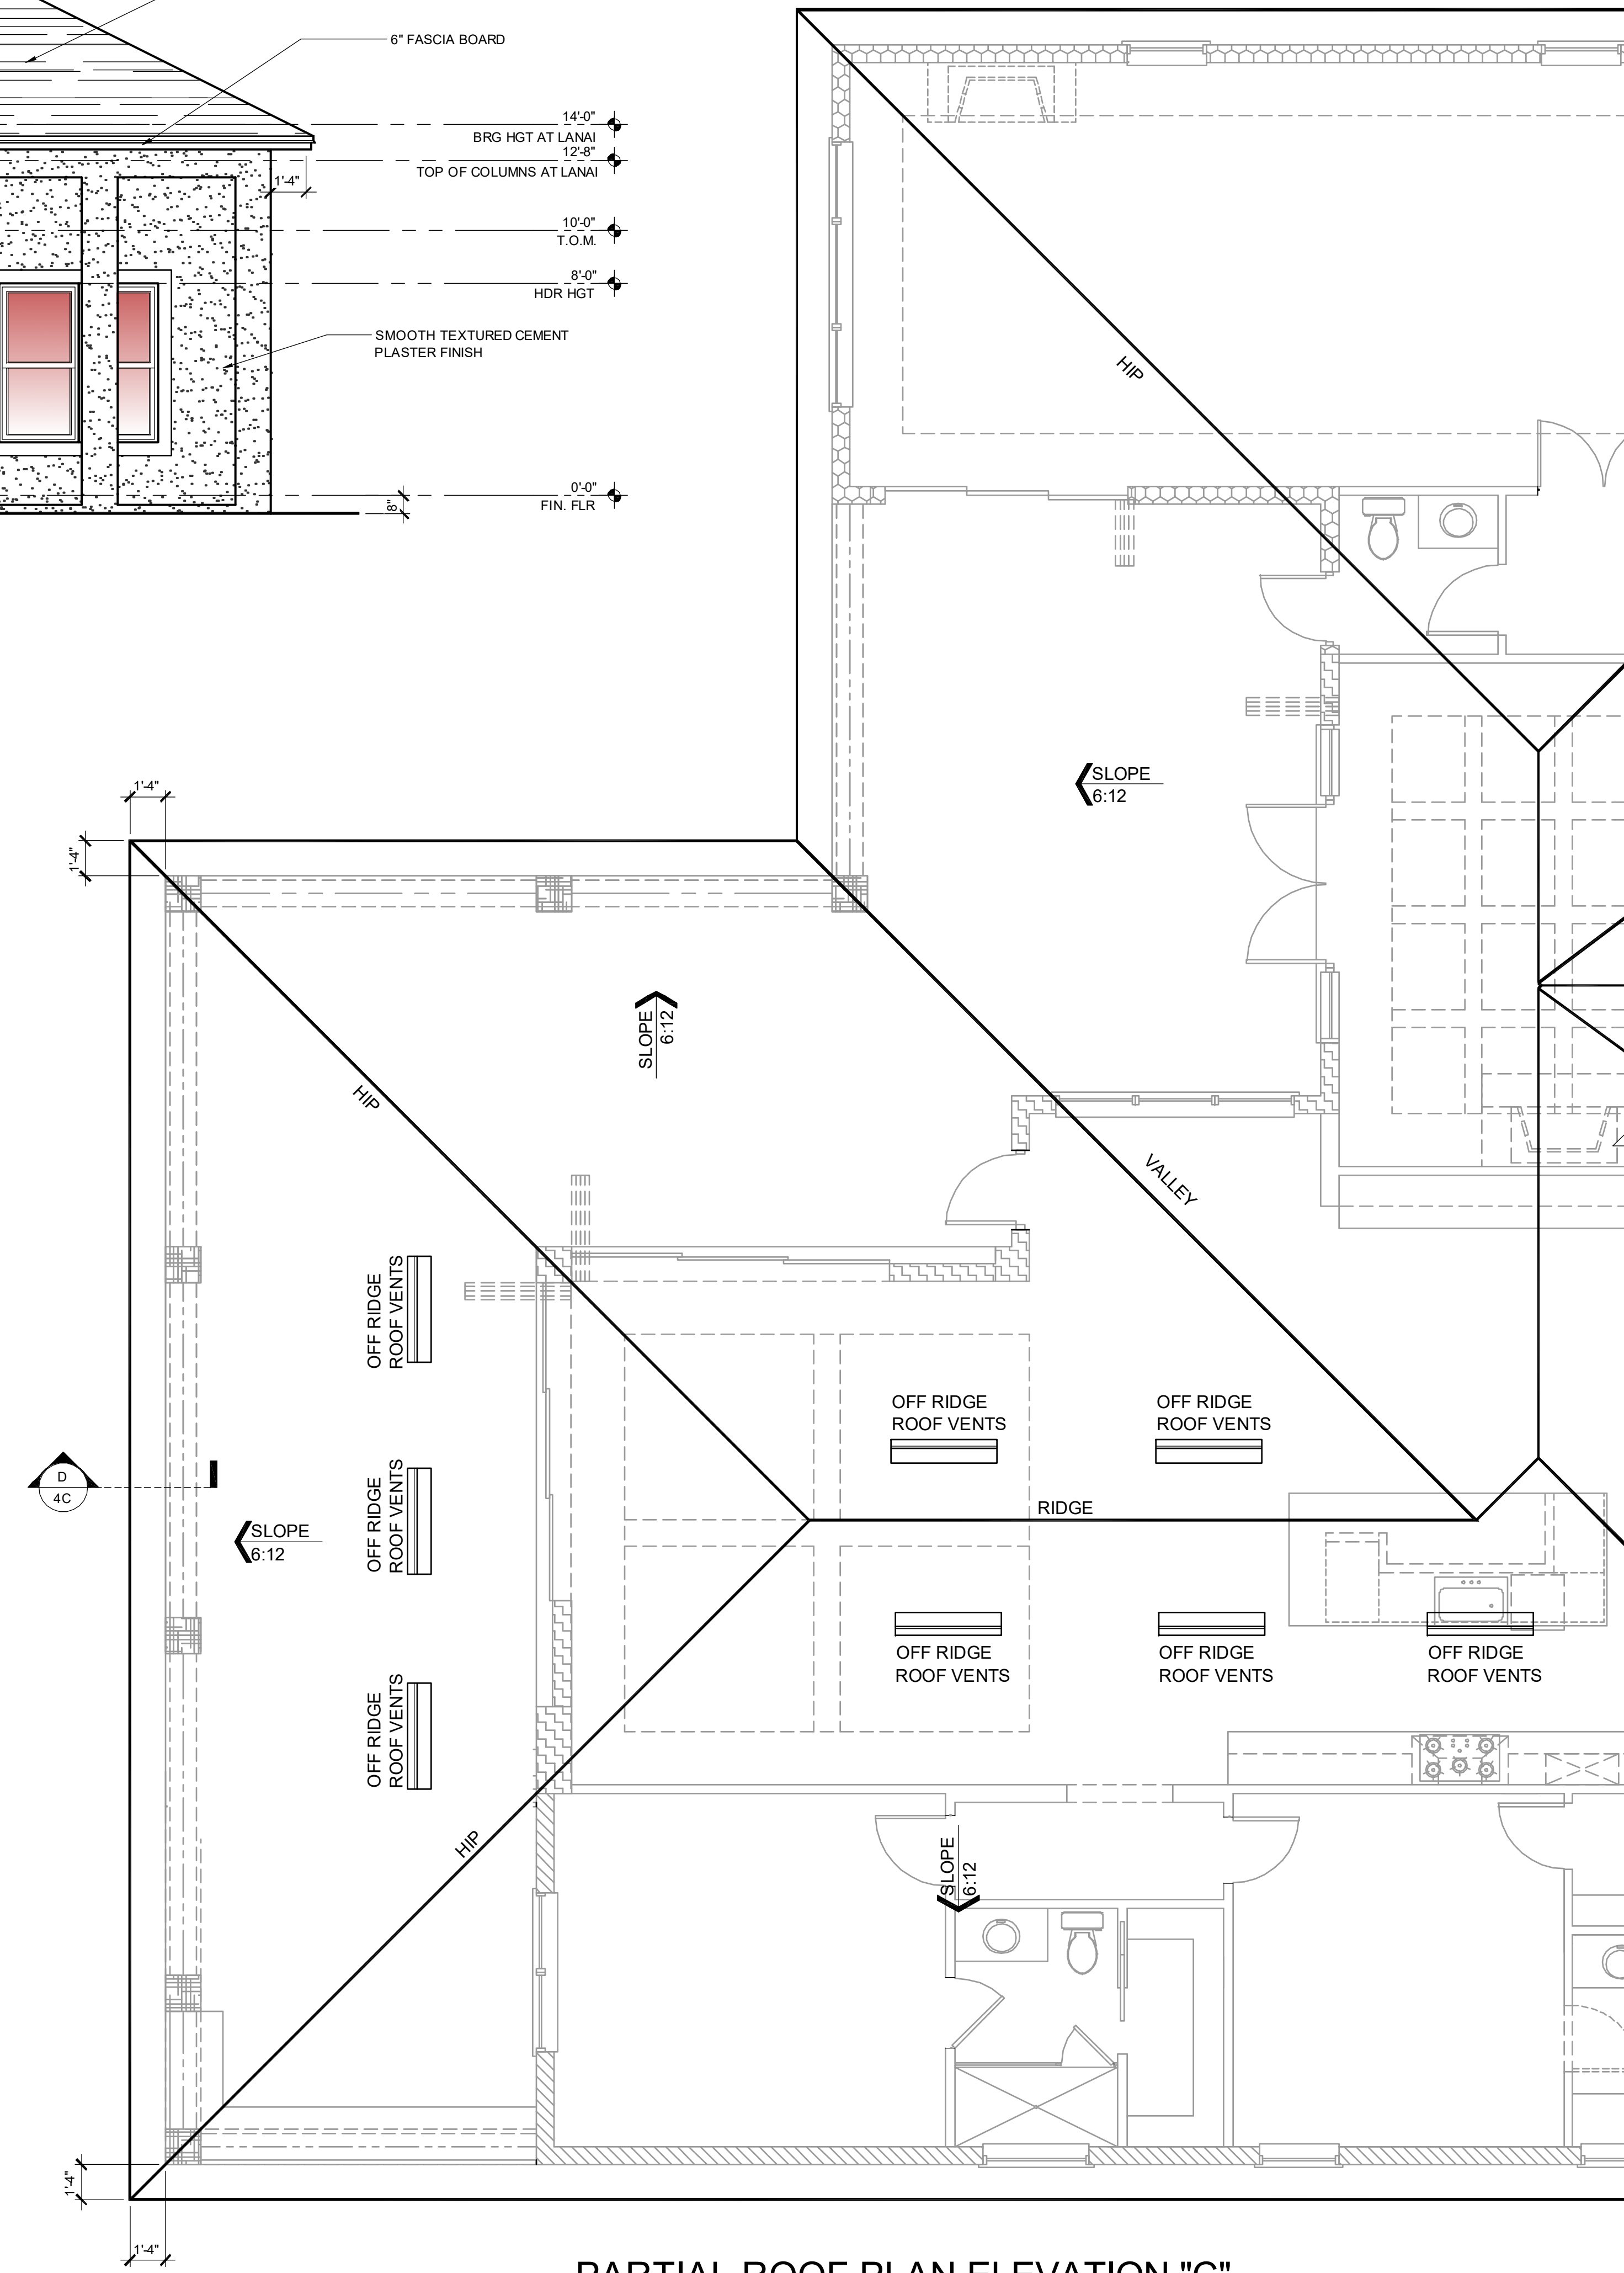 6" FASCIA BOARD
14'-0"
BRG HGT AT LANAI
12'-8"
TOP OF COLUMNS AT LANAI
1'-4"
10'-0"
T.O.M.
8'-0"
HDR HGT
SMOOTH TEXTURED CEMENT
PLASTER FINISH
0'-0"
FIN. FLR
8"
HIP
SLOPE
6:12
1'-4"
1'-4"
SLOPE
6:12
HIP
VALLEY
OFF RIDGE
ROOF VENTS
OFF RIDGE
ROOF VENTS
OFF RIDGE
ROOF VENTS
D
4C
OFF RIDGE
ROOF VENTS
RIDGE
SLOPE
6:12
OFF RIDGE
ROOF VENTS
OFF RIDGE
ROOF VENTS
OFF RIDGE
ROOF VENTS
OFF RIDGE
ROOF VENTS
HIP
SLOPE
6:12
1'-4"
1'-4"
PARTIAL ROOF PLAN ELEVATION "C"